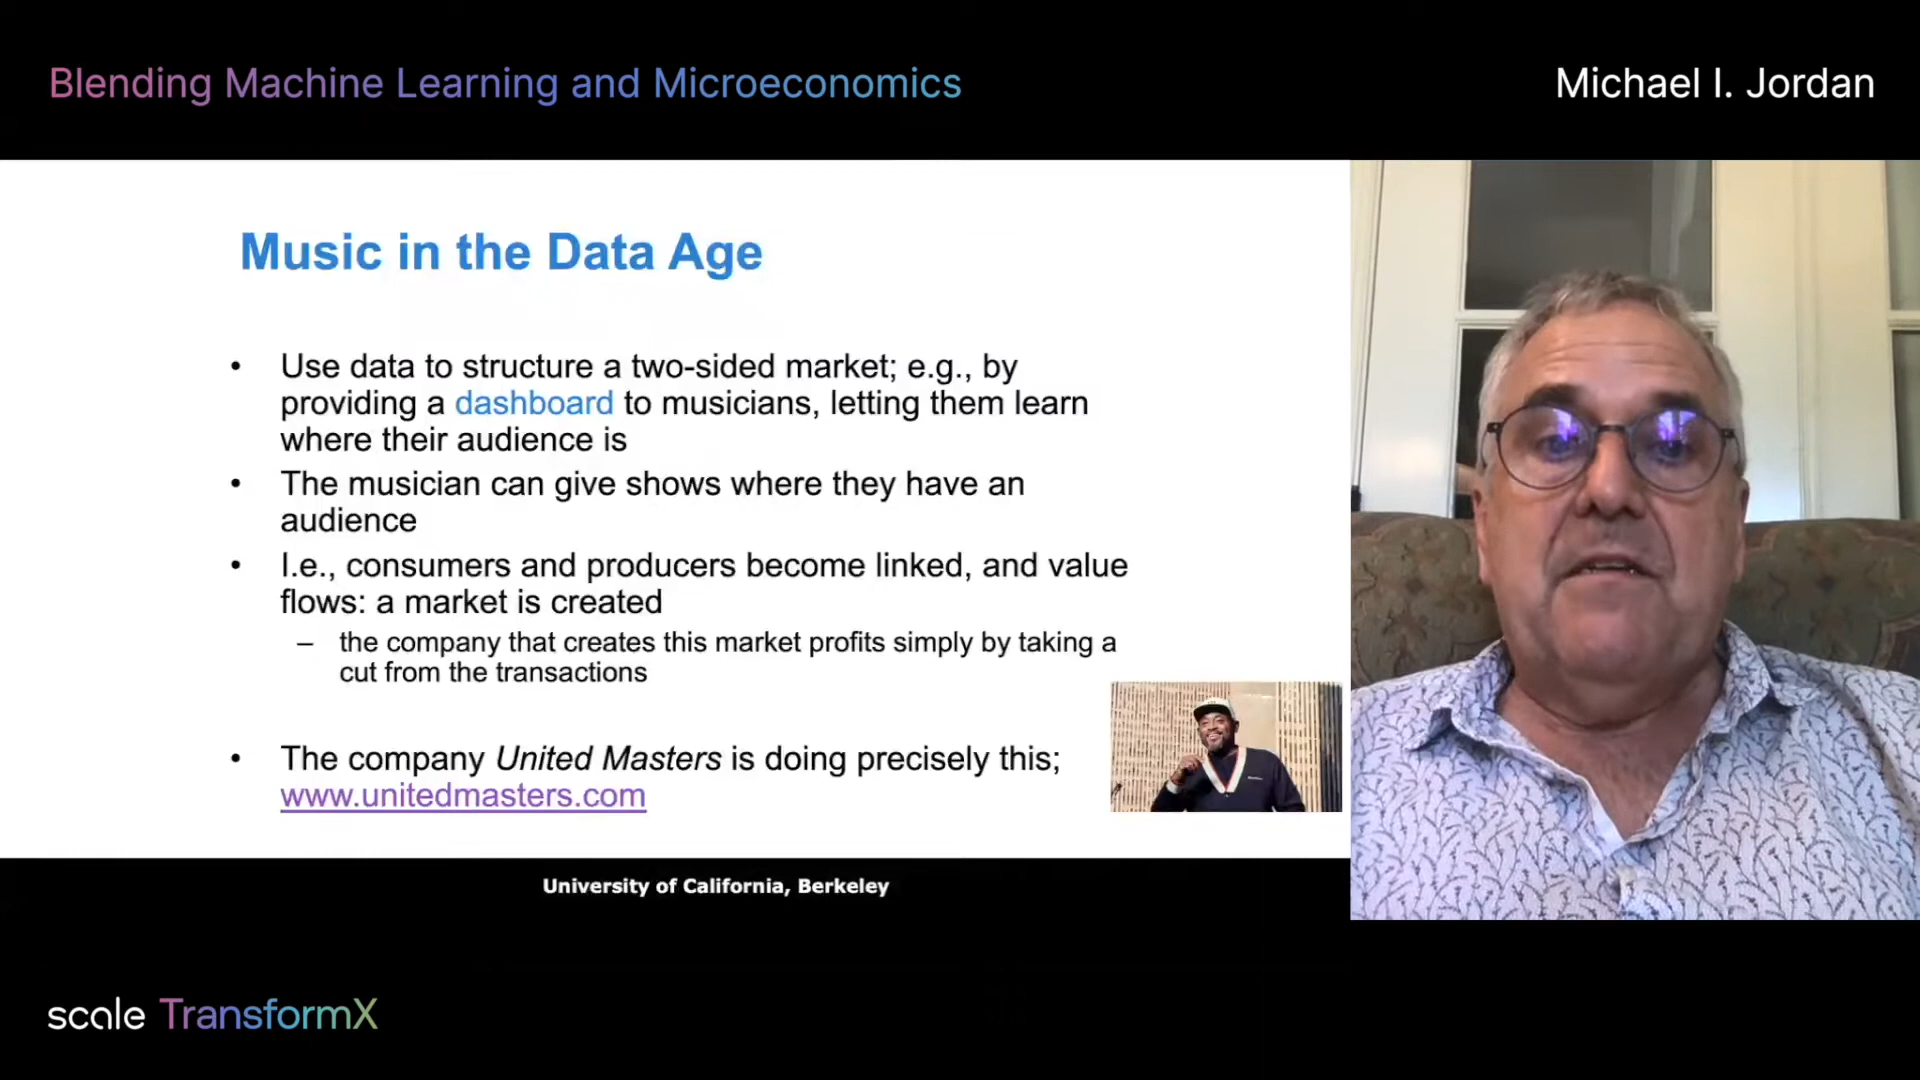 Blending Machine Learning and Microeconomics
Michael I. Jordan
Music in the Data Age
• Use data to structure a two-sided market; e.g., by
providing a dashboard to musicians, letting them learn
where their audience is
• The musician can give shows where they have an
audience
• I.e., consumers and producers become linked, and value
flows: a market is created
– the company that creates this market profits simply by taking a
cut from the transactions
• The company United Masters is doing precisely this;
www.unitedmasters.com
University of California, Berkeley
scale TransformX